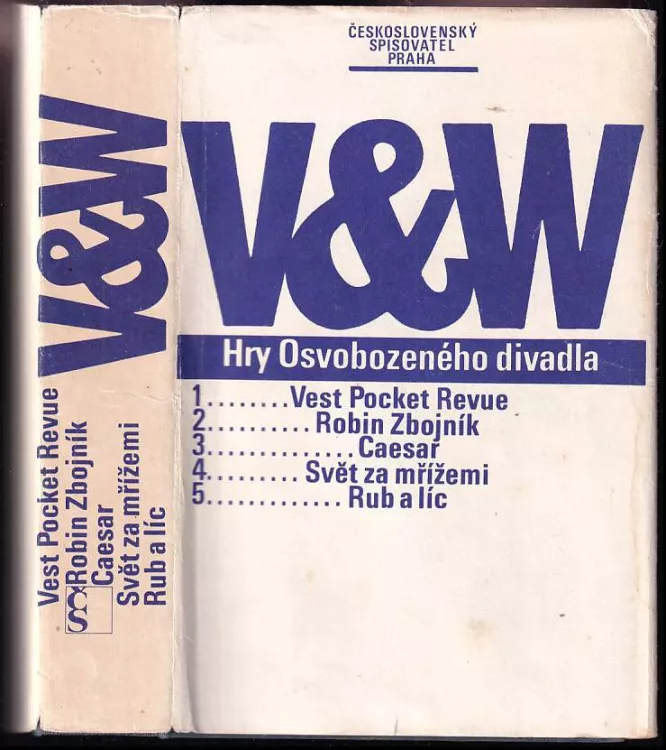 ČESKOSLOVENSKÝ
SPISOVATEL
PRAHA
V&W
Hry Osvobozeného divadla
1........Vest Pocket Revue
2..........Robin Zbojník
3..............Caesar
4.........Svět za mřížemi
5.............Rub a líc
V&W
Vest Pocket Revue
Robin Zbojník
Caesar
Svět za mřížemi
Rub a líc